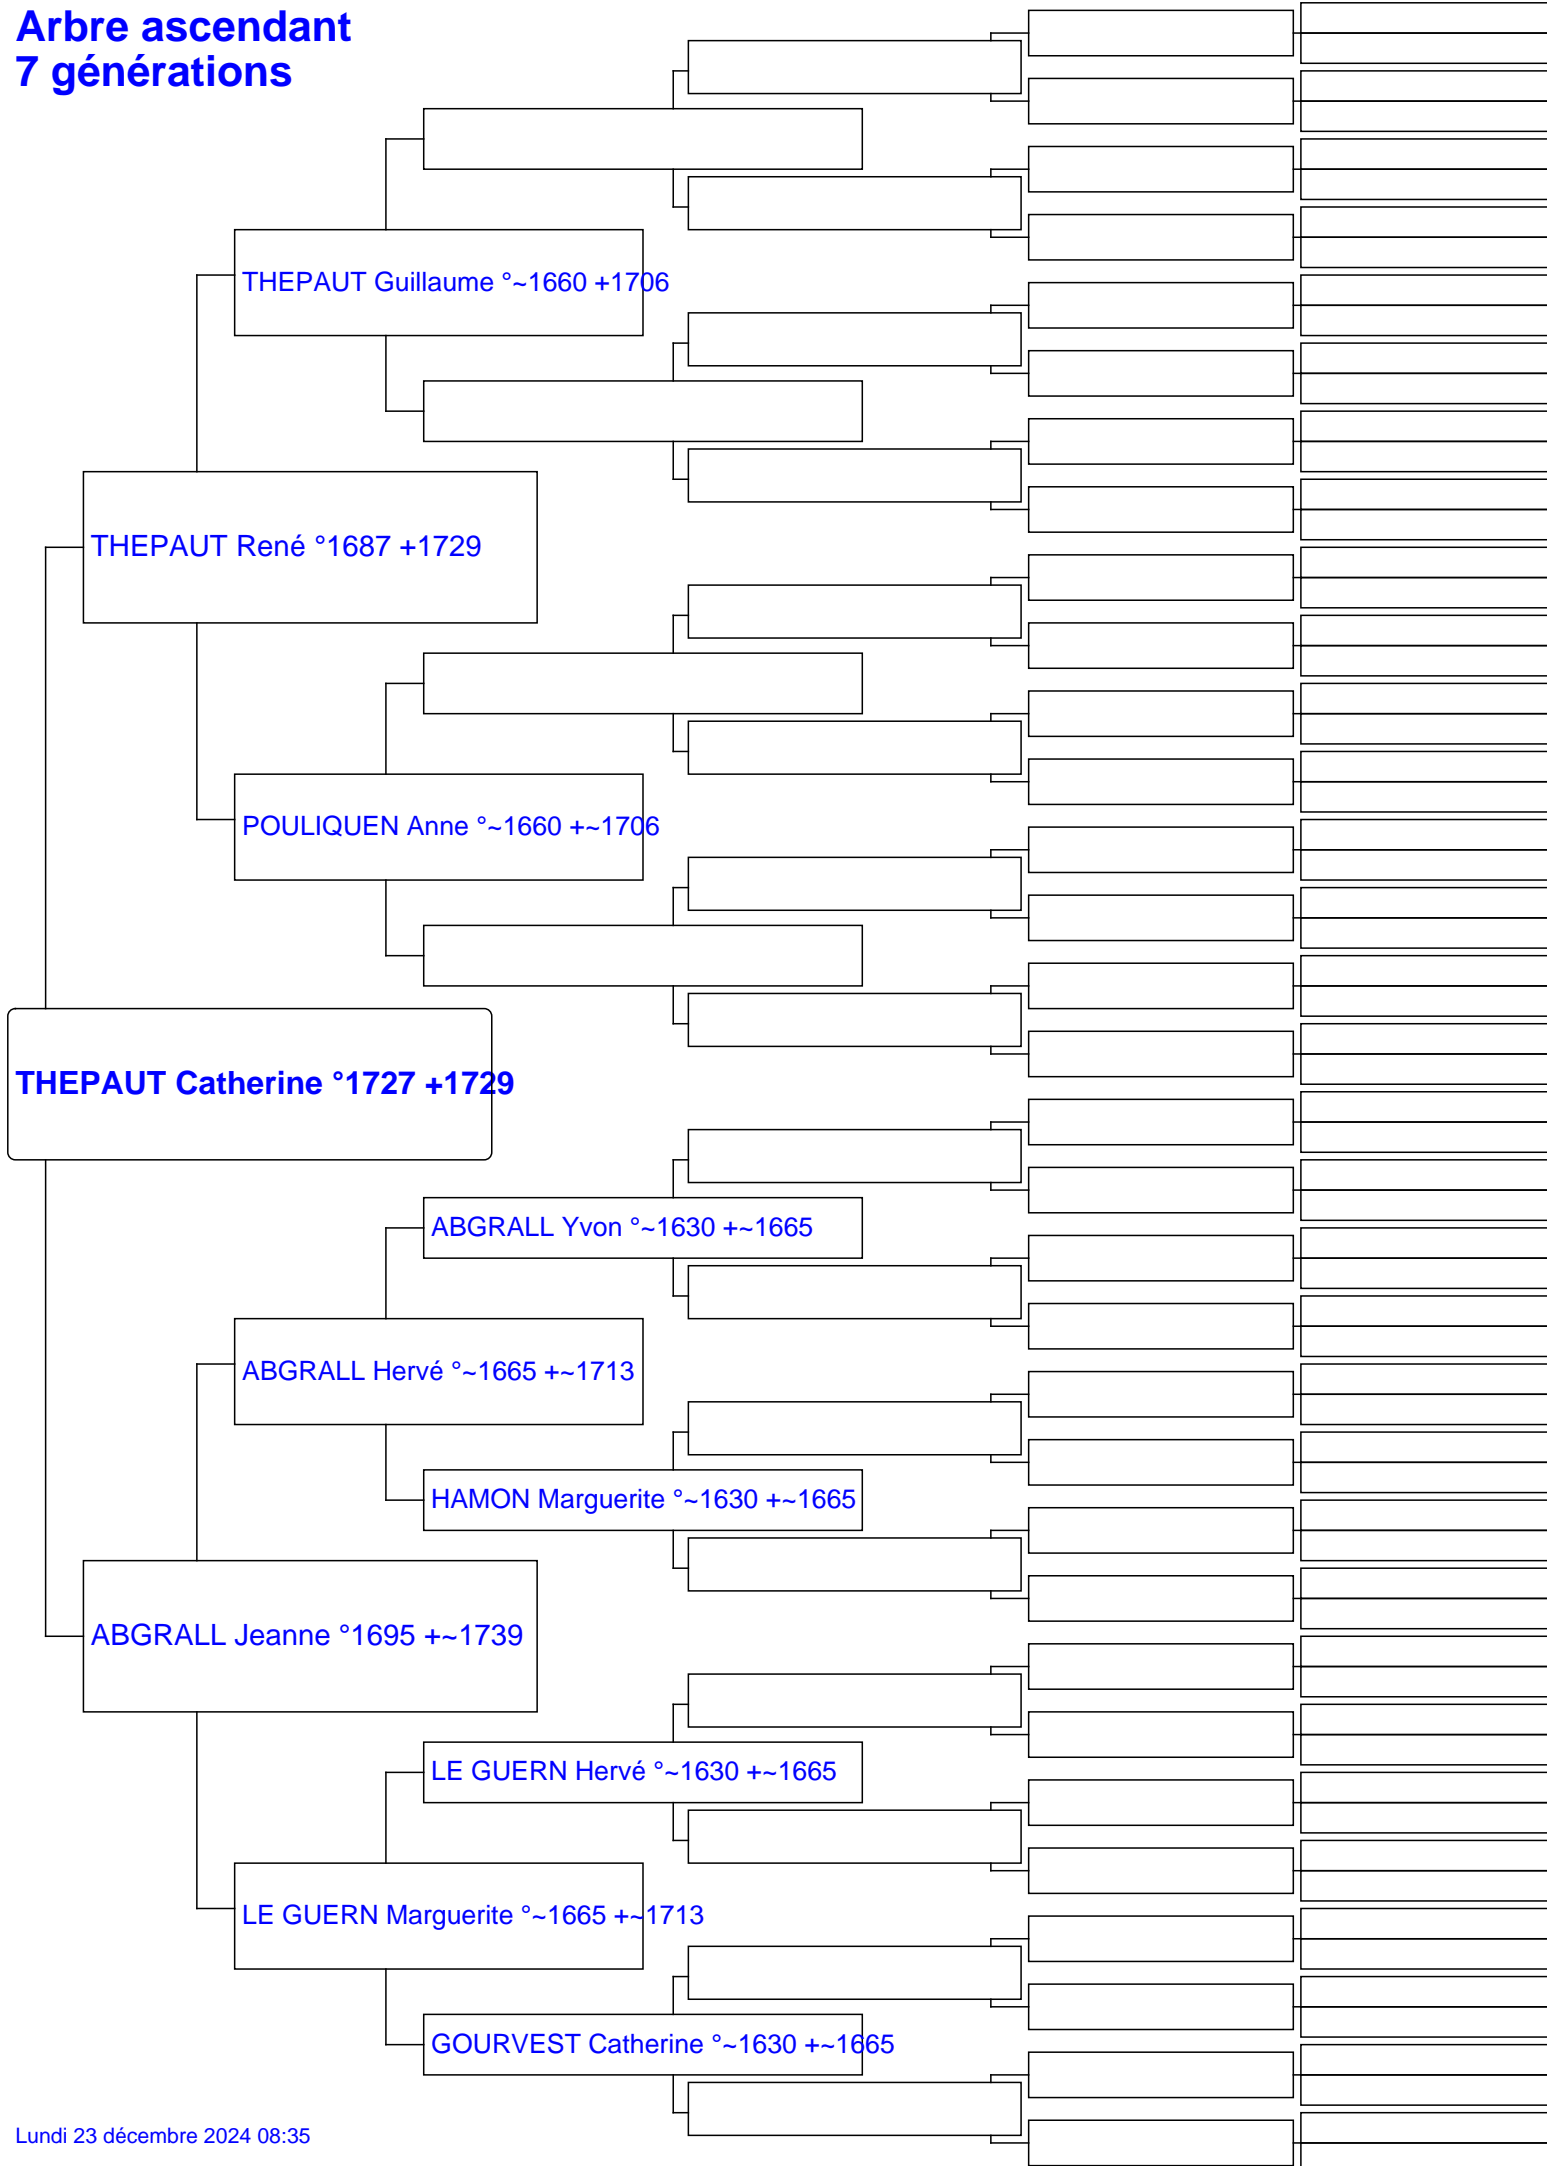 Arbre ascendant
7 générations
THEPAUT Guillaume °~1660 +1706
THEPAUT René °1687 +1729
POULIQUEN Anne °~1660 +~1706
THEPAUT Catherine °1727 +1729
ABGRALL Yvon °~1630 +~1665
ABGRALL Hervé °~1665 +~1713
HAMON Marguerite °~1630 +~1665
ABGRALL Jeanne °1695 +~1739
LE GUERN Hervé °~1630 +~1665
LE GUERN Marguerite °~1665 +~1713
GOURVEST Catherine °~1630 +~1665
Lundi 23 décembre 2024 08:35